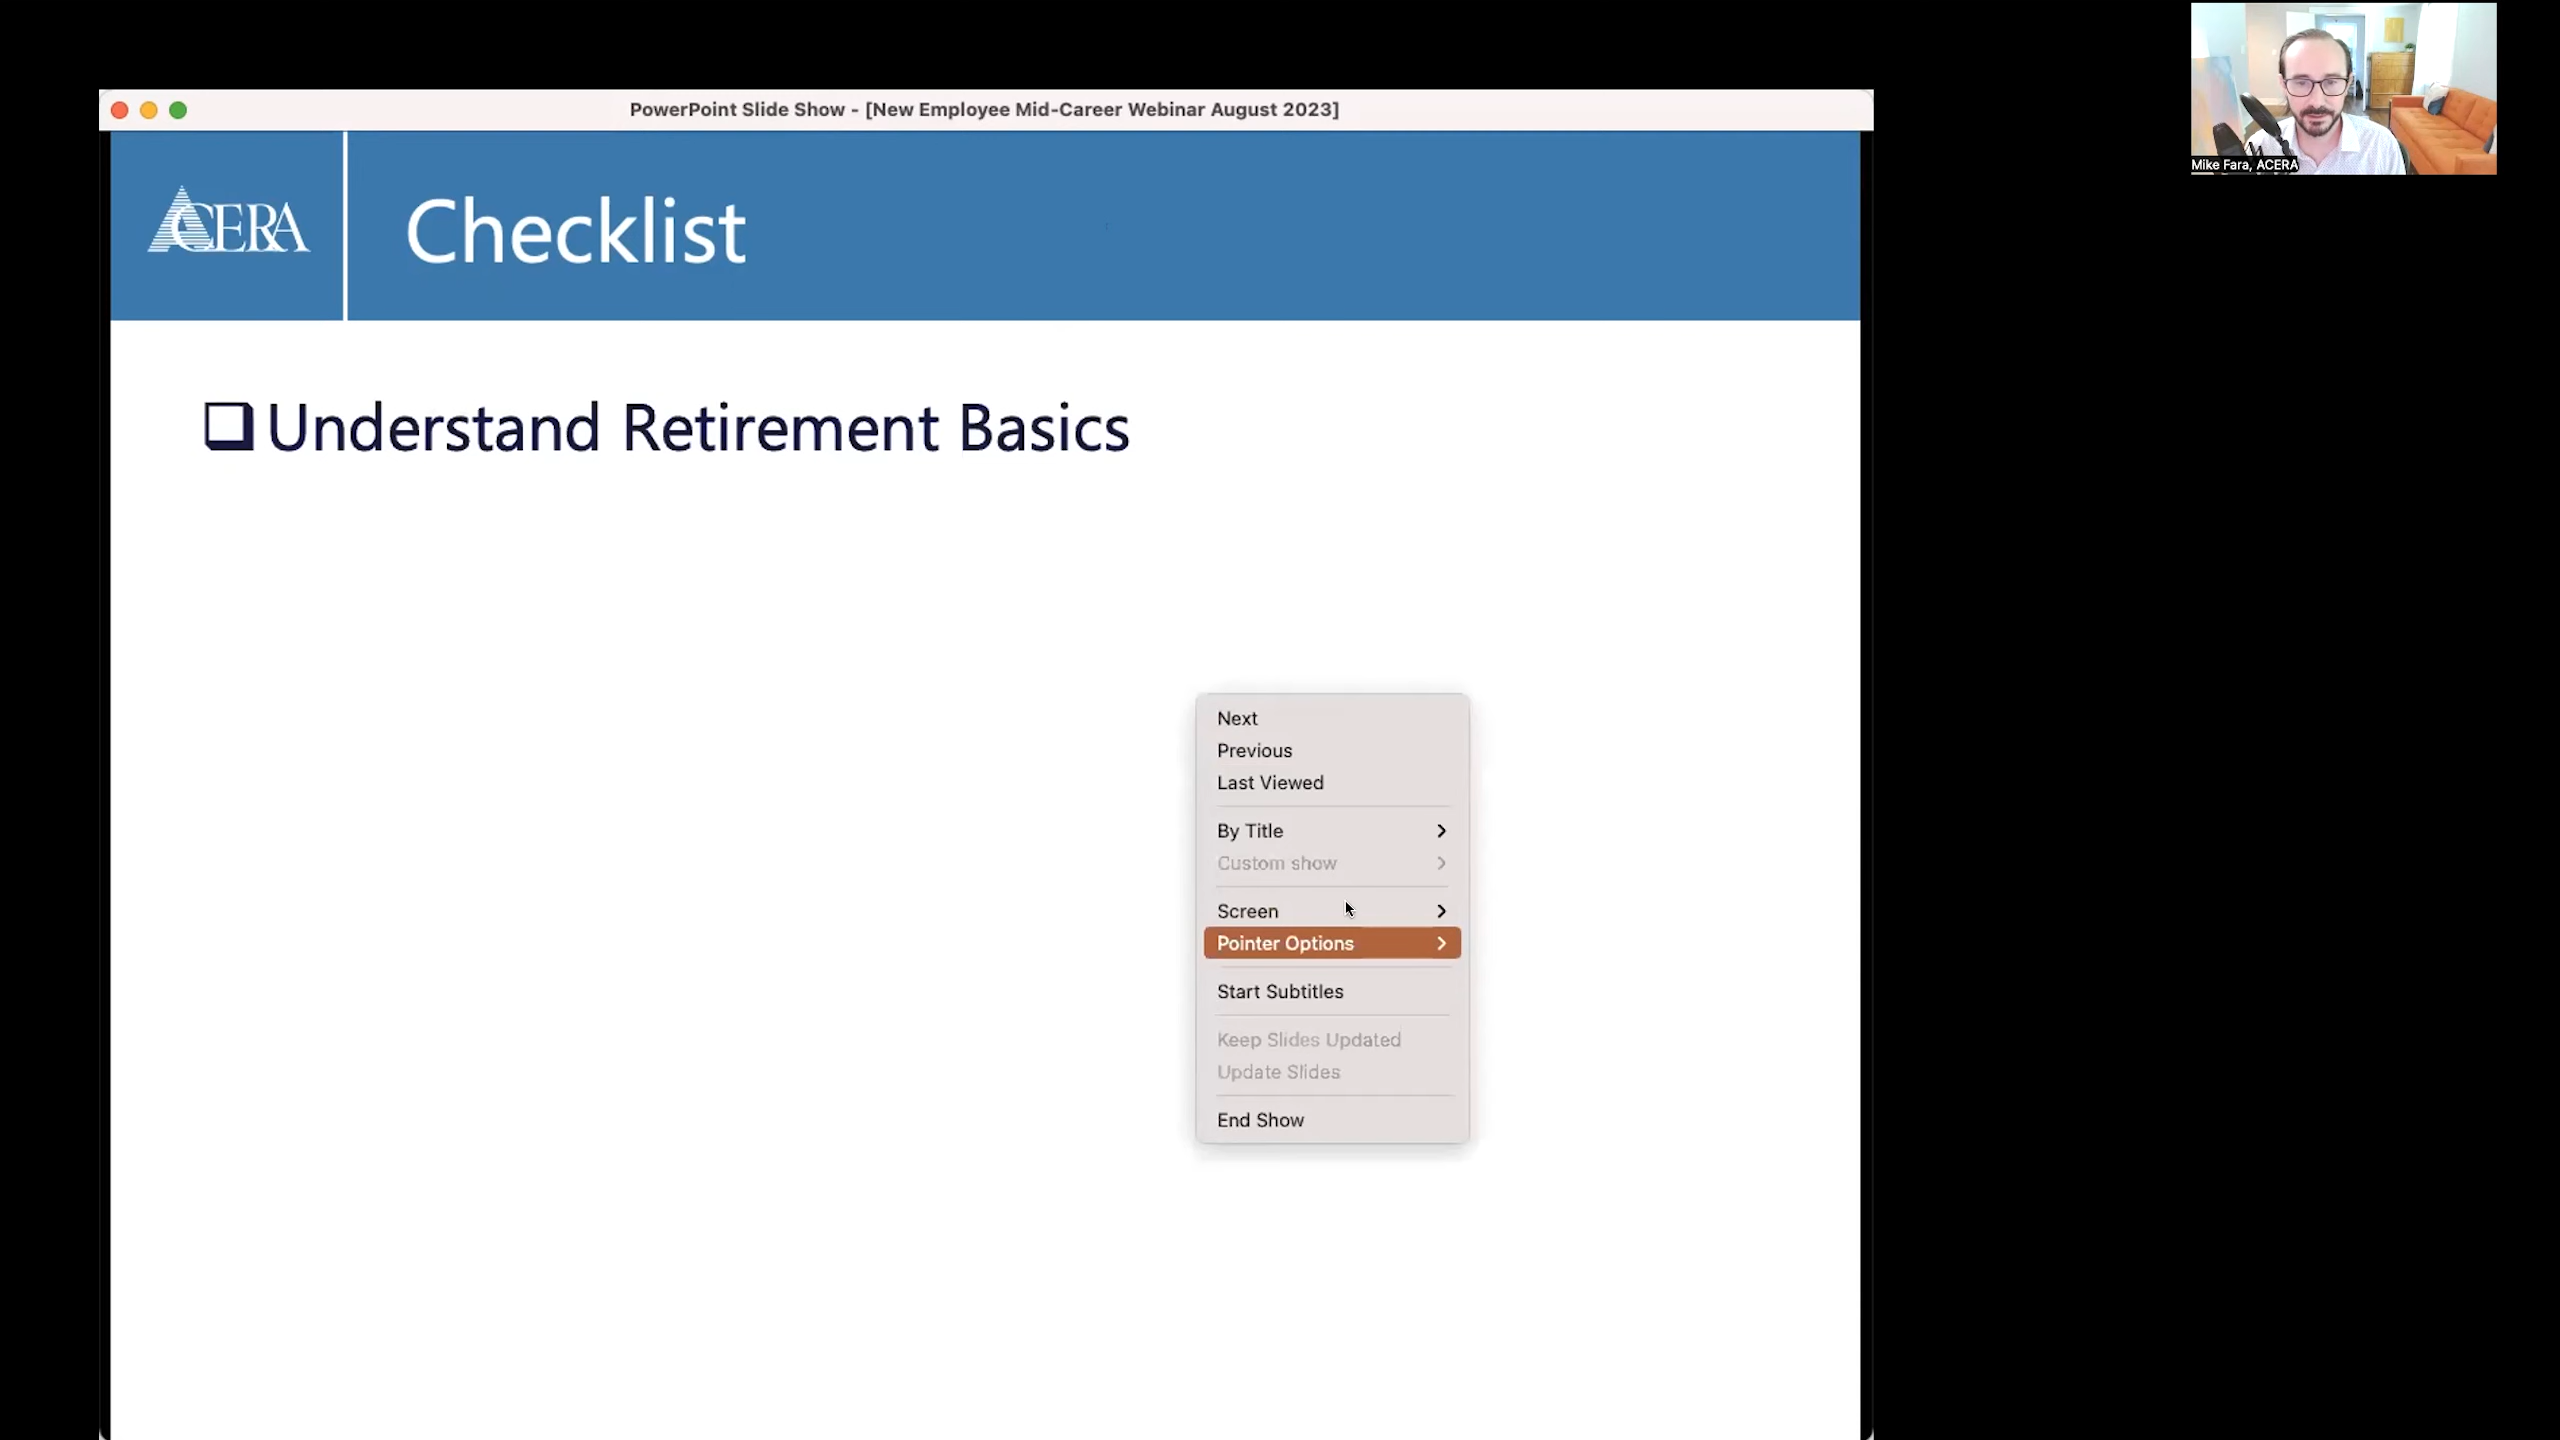 PowerPoint Slide Show - [New Employee Mid-Career Webinar August 2023]
Mike Fara, ACERA
ACERA
Checklist
❑ Understand Retirement Basics
Next
Previous
Last Viewed
By Title
Custom show
Screen
Pointer Options
Start Subtitles
Keep Slides Updated
Update Slides
End Show